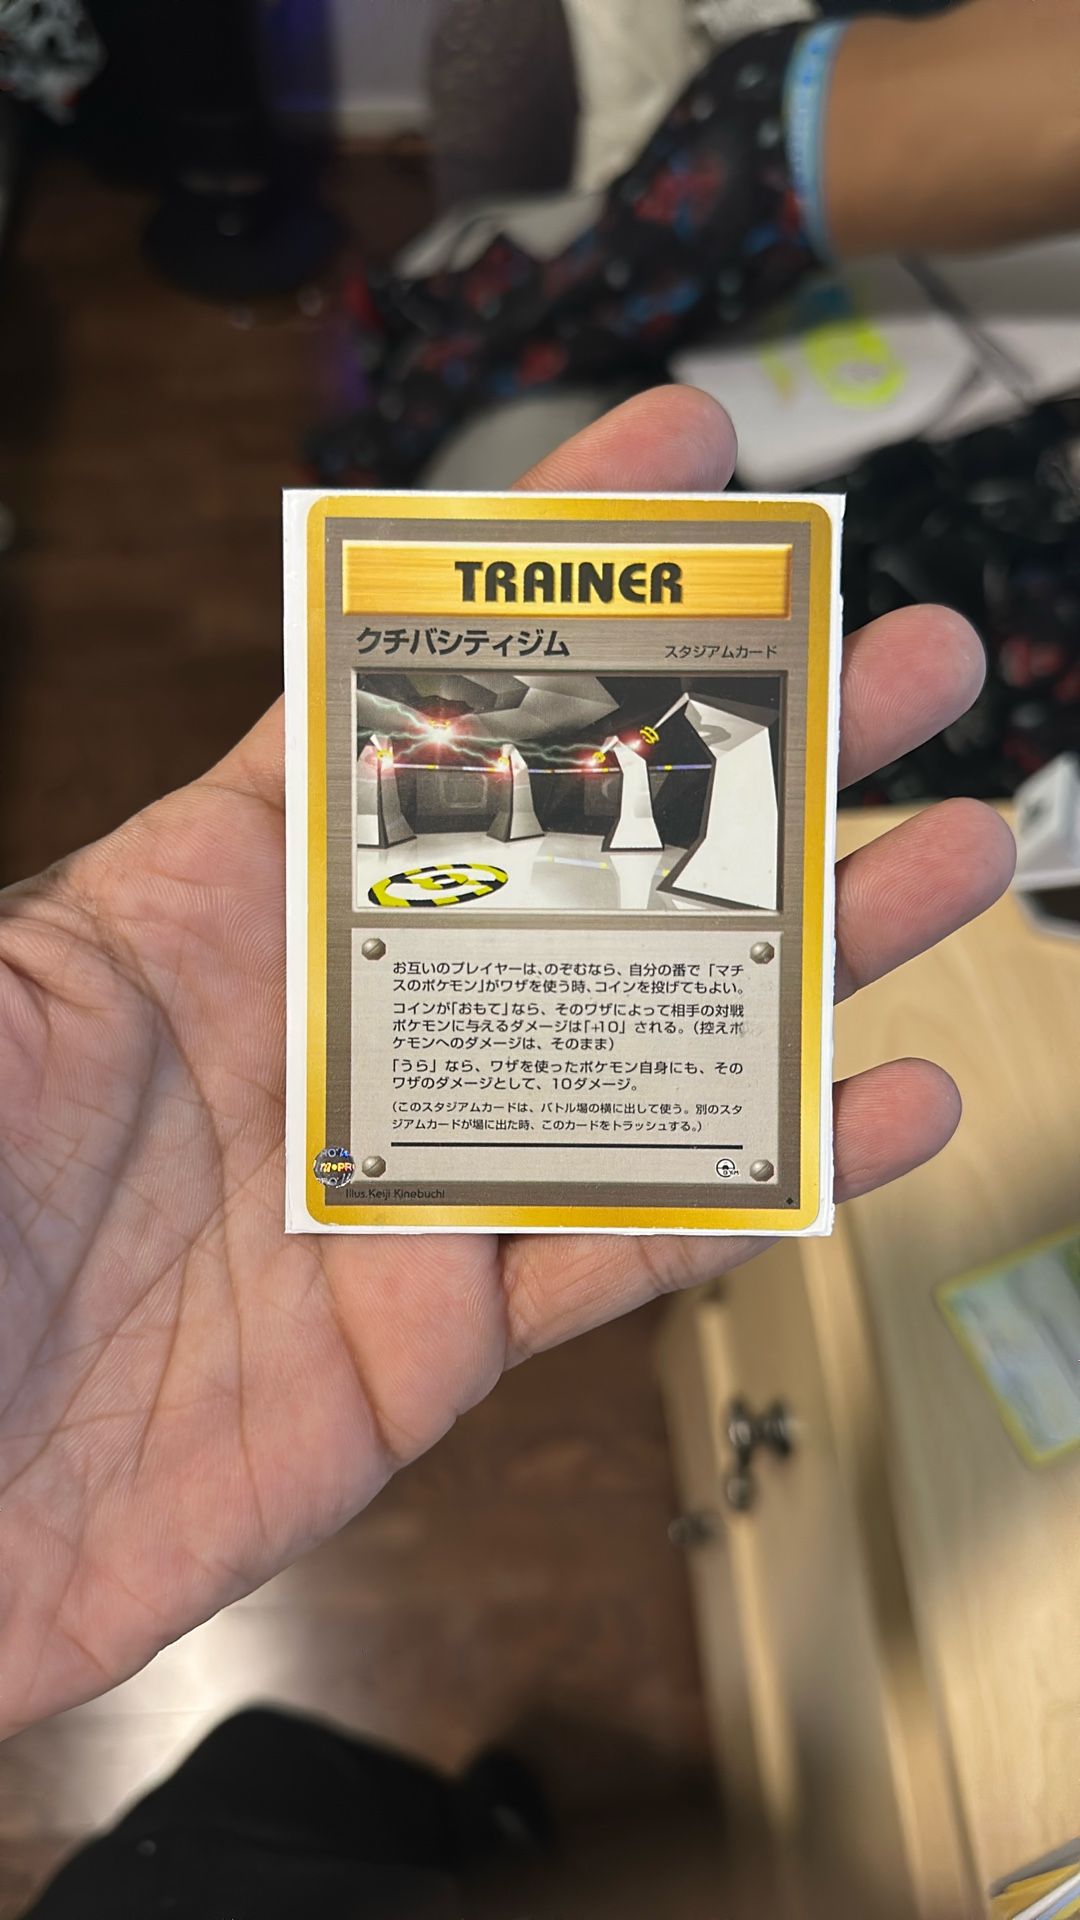 TRAINER
クチバシティジム
スタジアムカード
お互いのプレイヤーは、のぞむなら、自分の番で「マチ
スのポケモン」がワザを使う時、コインを投げてもよい。
コインが「おもて」なら、そのワザによって相手の対戦
ポケモンに与えるダメージは「+10」される。(控えポ
ケモンへのダメージは、そのまま)
「うら」なら、ワザを使ったポケモン自身にも、その
ワザのダメージとして、10ダメージ。
(このスタジアムカードは、バトル場の横に出して使う。別のスタ
ジアムカードが場に出た時、このカードをトラッシュする。)
GYM
Illus.Keiji Kinebuchi